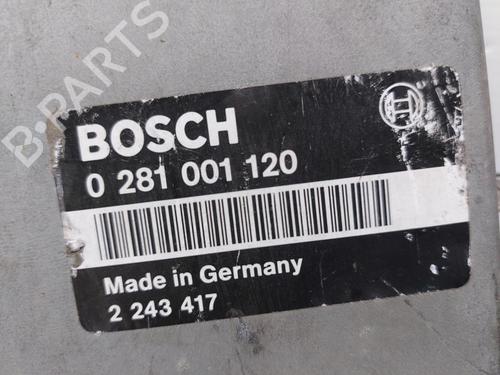 B-PARTS
BOSCH
0 281 001 120
Made in Germany
2 243 417